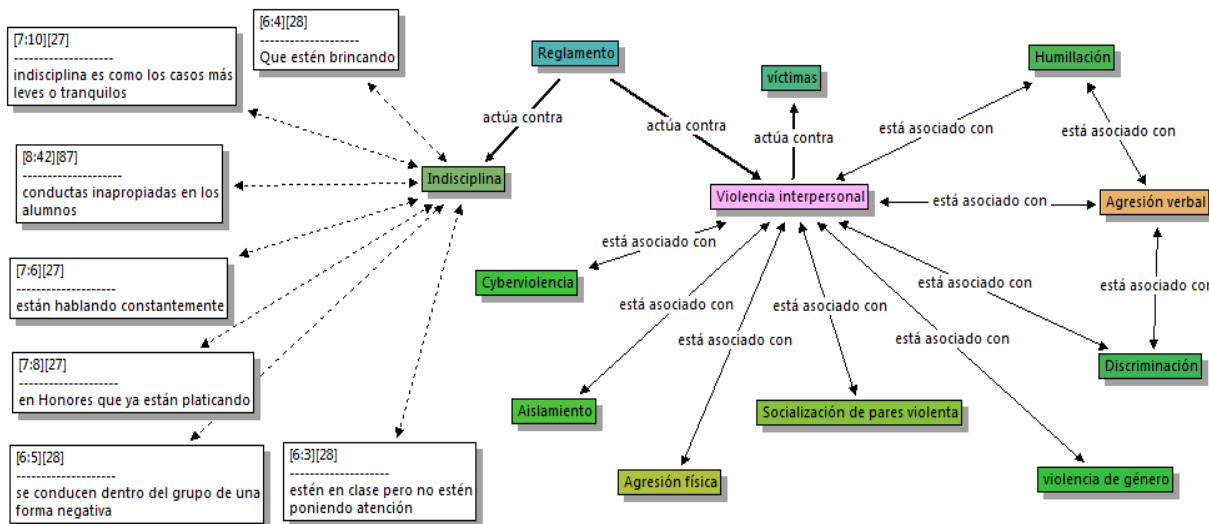 [7:10][27]
--------------------
indisciplina es como los casos más
leves o tranquilos
[6:4][28]
--------------------
Que estén brincando
[8:42][87]
--------------------
conductas inapropiadas en los
alumnos
[7:6][27]
--------------------
están hablando constantemente
[7:8][27]
--------------------
en Honores que ya están platicando
[6:5][28]
--------------------
se conducen dentro del grupo de una
forma negativa
[6:3][28]
--------------------
estén en clase pero no estén
poniendo atención
Reglamento
actúa contra
actúa contra
Indisciplina
víctimas
actúa contra
Violencia interpersonal
Humillación
está asociado con
está asociado con
está asociado con
Agresión verbal
está asociado con
Cyberviolencia
está asociado con
está asociado con
está asociado con
está asociado con
está asociado con
está asociado con
Discriminación
Aislamiento
Socialización de pares violenta
Agresión física
violencia de género